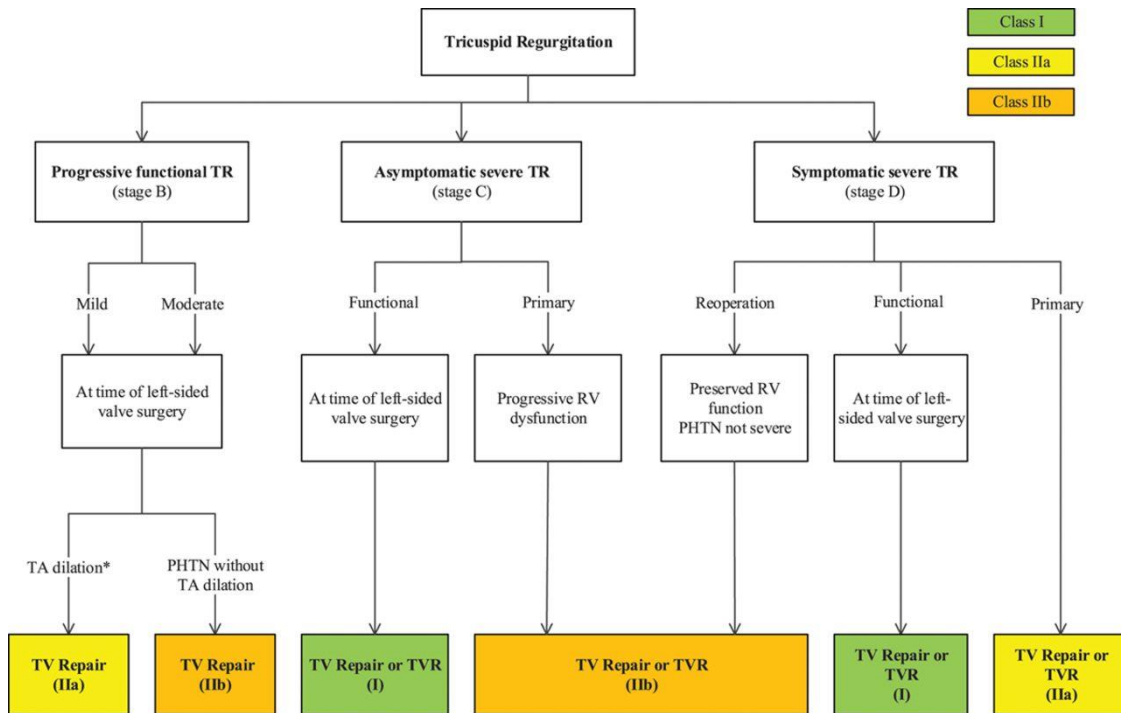 Tricuspid Regurgitation
Class I
Class IIa
Class IIb
Progressive functional TR
(stage B)
Asymptomatic severe TR
(stage C)
Symptomatic severe TR
(stage D)
Mild
Moderate
Functional
Primary
Reoperation
Functional
Primary
At time of left-sided
valve surgery
At time of left-sided
valve surgery
Progressive RV
dysfunction
Preserved RV
function
PHTN not severe
At time of left-
sided valve surgery
TA dilation*
PHTN without
TA dilation
TV Repair
(IIa)
TV Repair
(IIb)
TV Repair or TVR
(I)
TV Repair or TVR
(IIb)
TV Repair or
TVR
(I)
TV Repair or
TVR
(IIa)